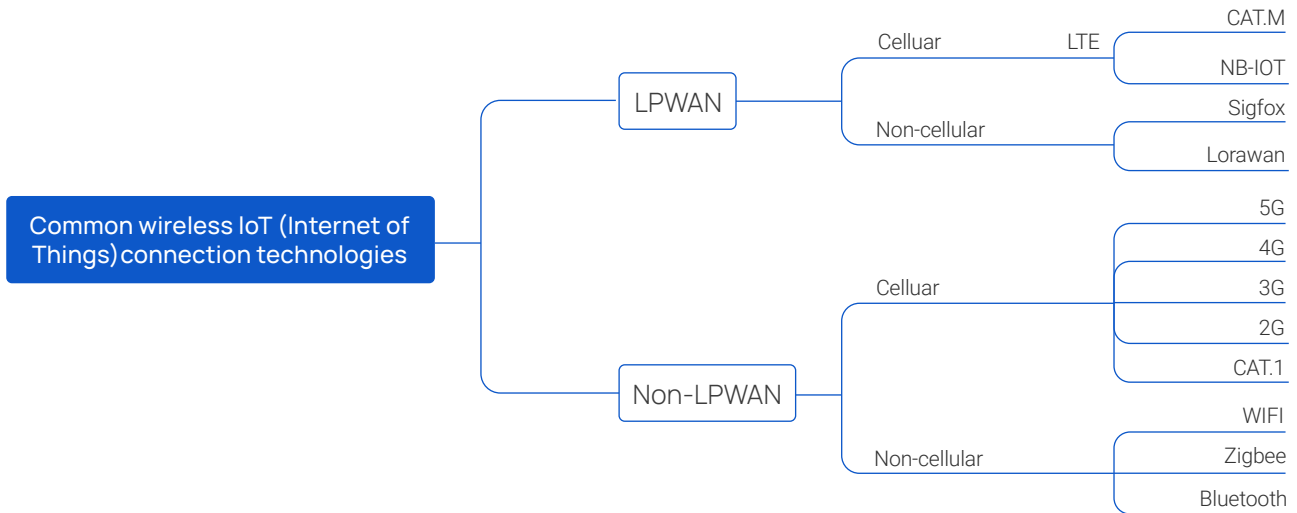 Common wireless IoT (Internet of
Things)connection technologies
LPWAN
Celluar
LTE
CAT.M
NB-IOT
Non-cellular
Sigfox
Lorawan
Non-LPWAN
Celluar
5G
4G
3G
2G
CAT.1
Non-cellular
WIFI
Zigbee
Bluetooth